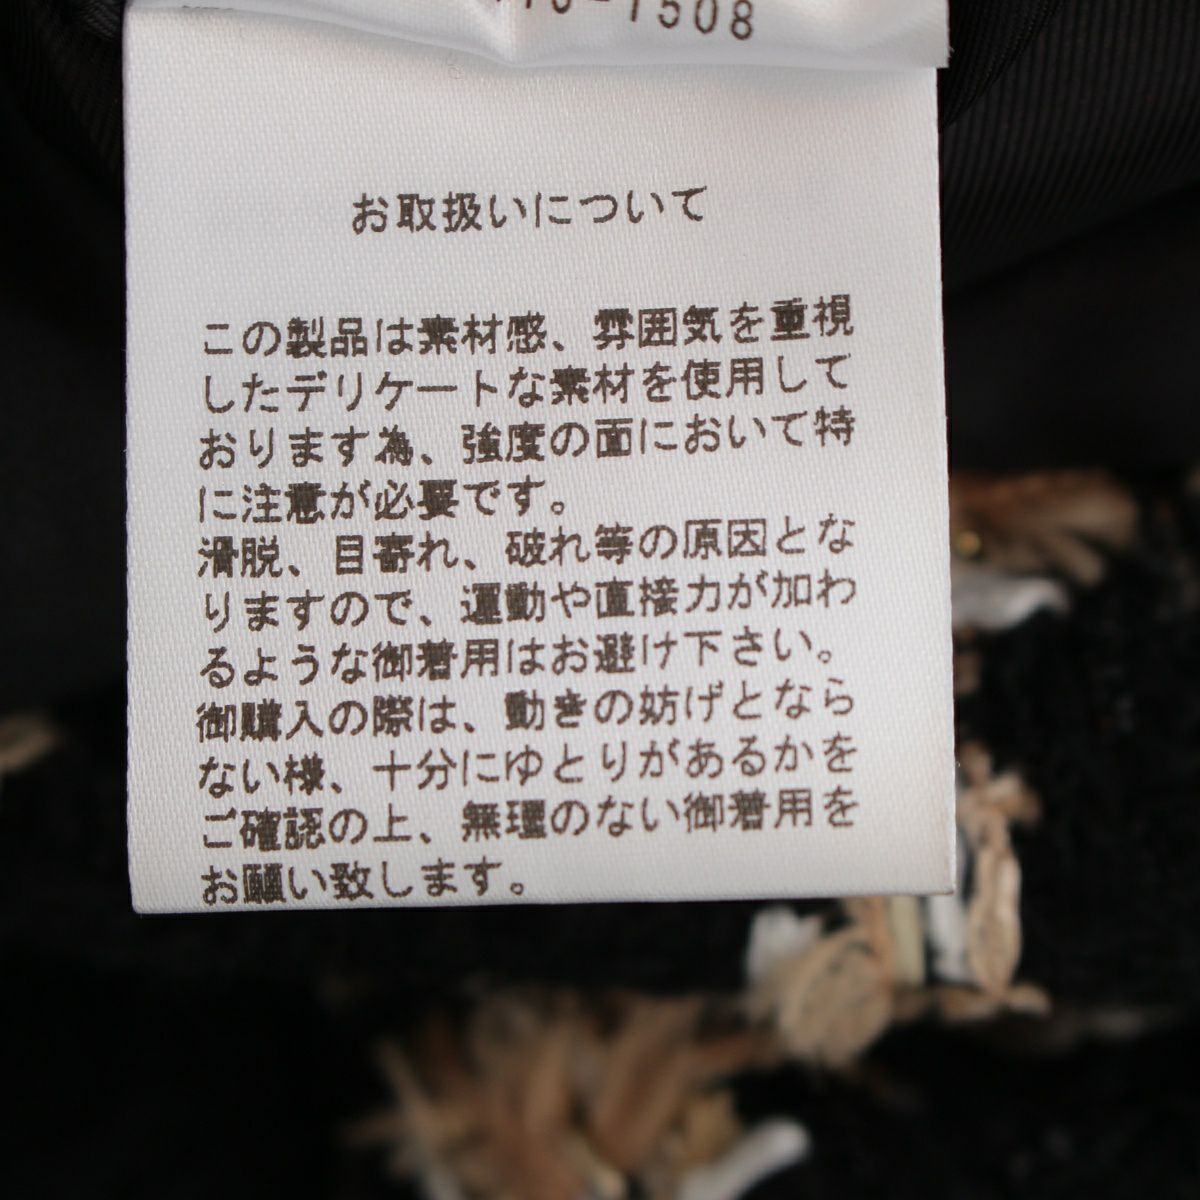 -1508
お取扱いについて
この製品は素材感、雰囲気を重視
したデリケートな素材を使用して
おります為、強度の面において特
に注意が必要です。
滑脱、目寄れ、破れ等の原因とな
りますので、運動や直接力が加わ
るような御着用はお避け下さい。
御購入の際は、動きの妨げとなら
ない様、十分にゆとりがあるかを
ご確認の上、無理のない御着用を
お願い致します。